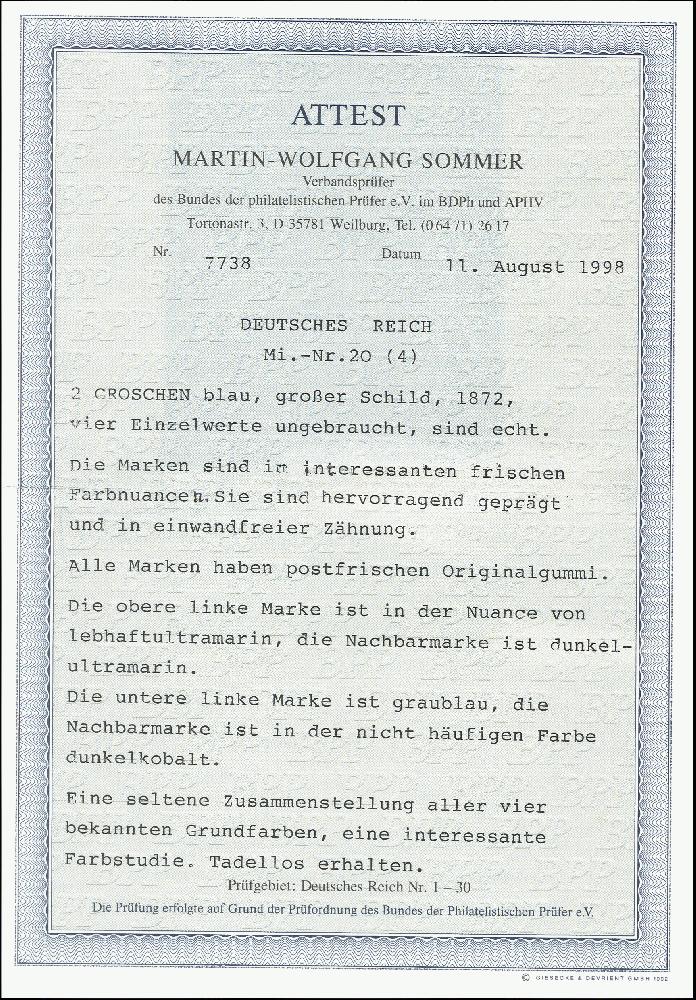 ATTEST
MARTIN-WOLFGANG SOMMER
Verbandsprüfer
des Bundes der philatelistischen Prüfer e.V. im BDPh und APHV
Tortonastr. 3, D 35781 Weilburg, Tel. (0 64 71) 26 17
Nr. 7738 Datum 11. August 1998
DEUTSCHES REICH
Mi.-Nr.20 (4)
2 GROSCHEN blau, großer Schild, 1872,
vier Einzelwerte ungebraucht, sind echt.
Die Marken sind in interessanten frischen
Farbnuancen.Sie sind hervorragend geprägt
und in einwandfreier Zähnung.
Alle Marken haben postfrischen Originalgummi.
Die obere linke Marke ist in der Nuance von
lebhaftultramarin, die Nachbarmarke ist dunkel-
ultramarin.
Die untere linke Marke ist graublau, die
Nachbarmarke ist in der nicht häufigen Farbe
dunkelkobalt.
Eine seltene Zusammenstellung aller vier
bekannten Grundfarben, eine interessante
Farbstudie. Tadellos erhalten.
Prüfgebiet: Deutsches Reich Nr. 1 – 30
Die Prüfung erfolgte auf Grund der Prüfordnung des Bundes der Philatelistischen Prüfer e.V.
© GIESECKE & DEVRIENT GMBH 1992